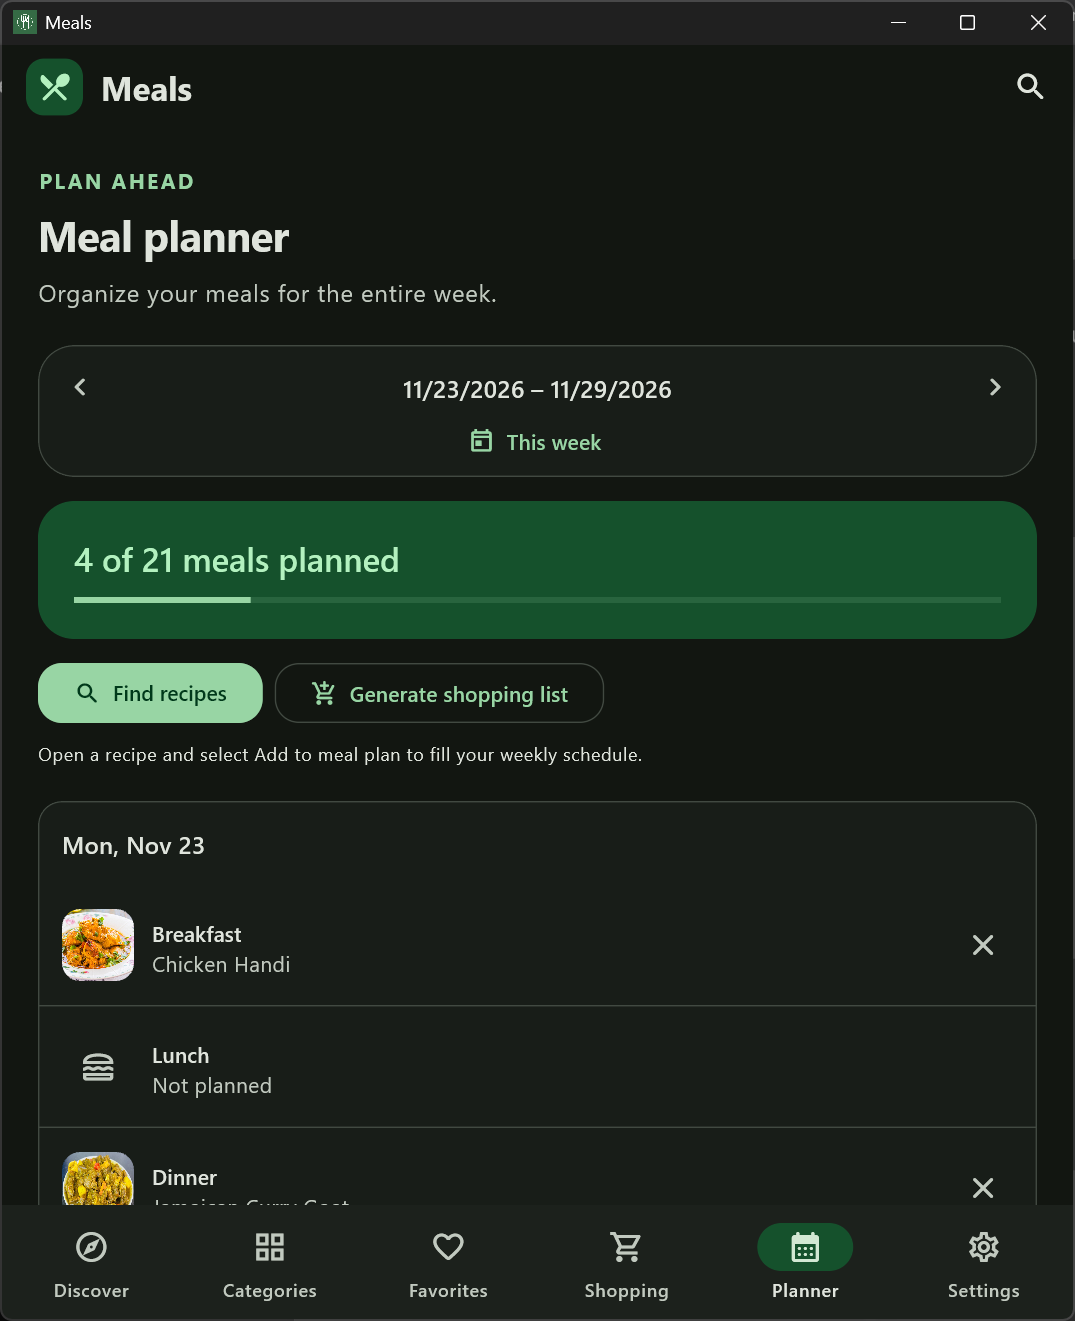 Meals
Meals
PLAN AHEAD
Meal planner
Organize your meals for the entire week.
11/23/2026 – 11/29/2026
This week
4 of 21 meals planned
Find recipes
Generate shopping list
Open a recipe and select Add to meal plan to fill your weekly schedule.
Mon, Nov 23
Breakfast
Chicken Handi
Lunch
Not planned
Dinner
Jamaican Curry Goat
Discover
Categories
Favorites
Shopping
Planner
Settings